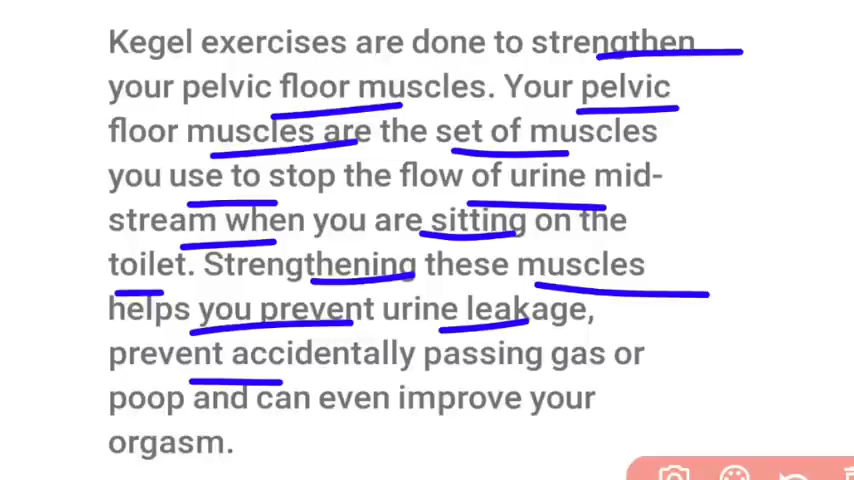 Kegel exercises are done to strengthen
your pelvic floor muscles. Your pelvic
floor muscles are the set of muscles
you use to stop the flow of urine mid-
stream when you are sitting on the
toilet. Strengthening these muscles
helps you prevent urine leakage,
prevent accidentally passing gas or
poop and can even improve your
orgasm.